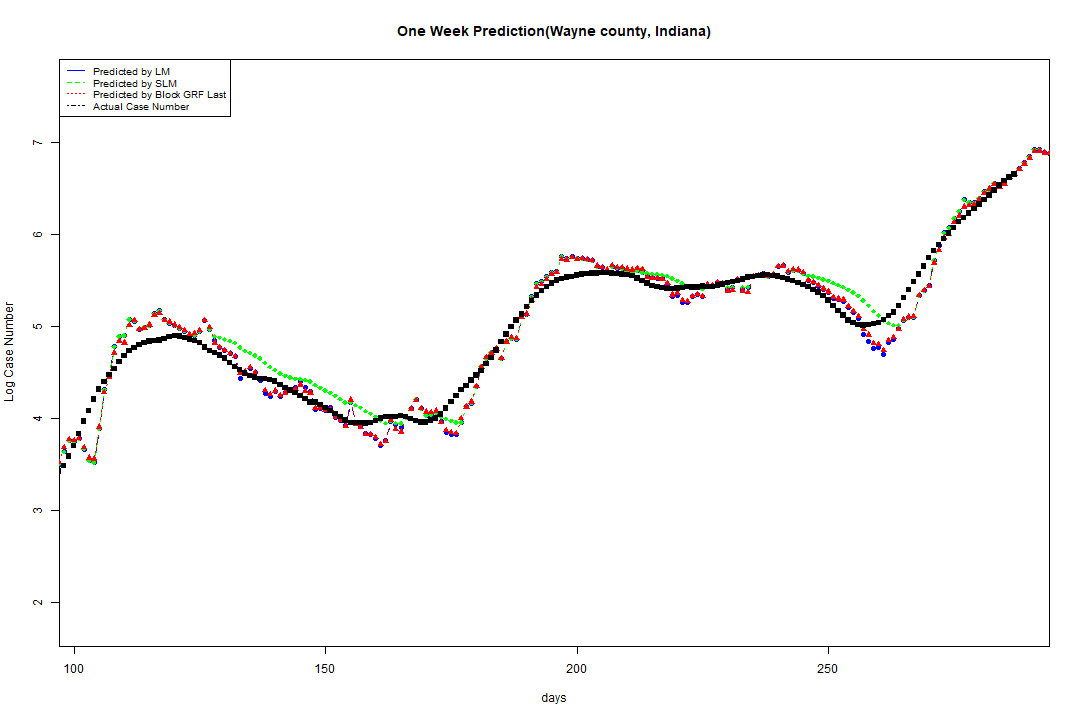 One Week Prediction(Wayne county, Indiana)
Predicted by LM
Predicted by SLM
Predicted by Block GRF Last
Actual Case Number
7
6
5
4
3
2
Log Case Number
100 150 200 250
days